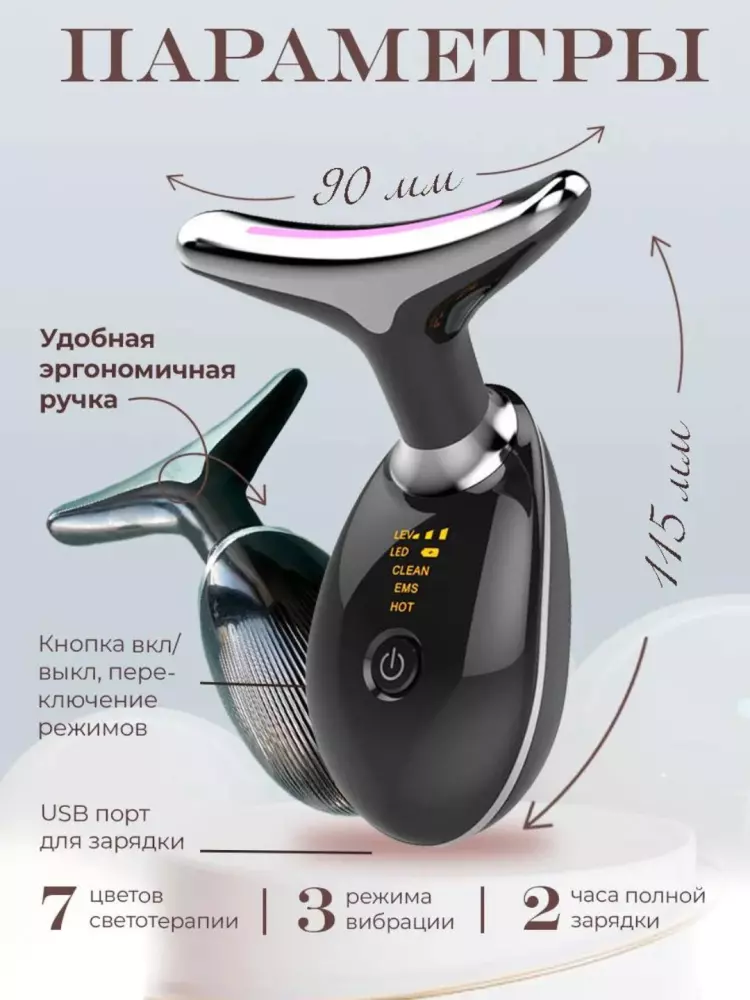 ПАРАМЕТРЫ
90 мм
Удобная
эргономичная
ручка
115 мм
LEV
LED
CLEAN
EMS
HOT
Кнопка вкл/
выкл, пере-
ключение
режимов
USB порт
для зарядки
7 цветов
светотерапии
3 режима
вибрации
2 часа полной
зарядки